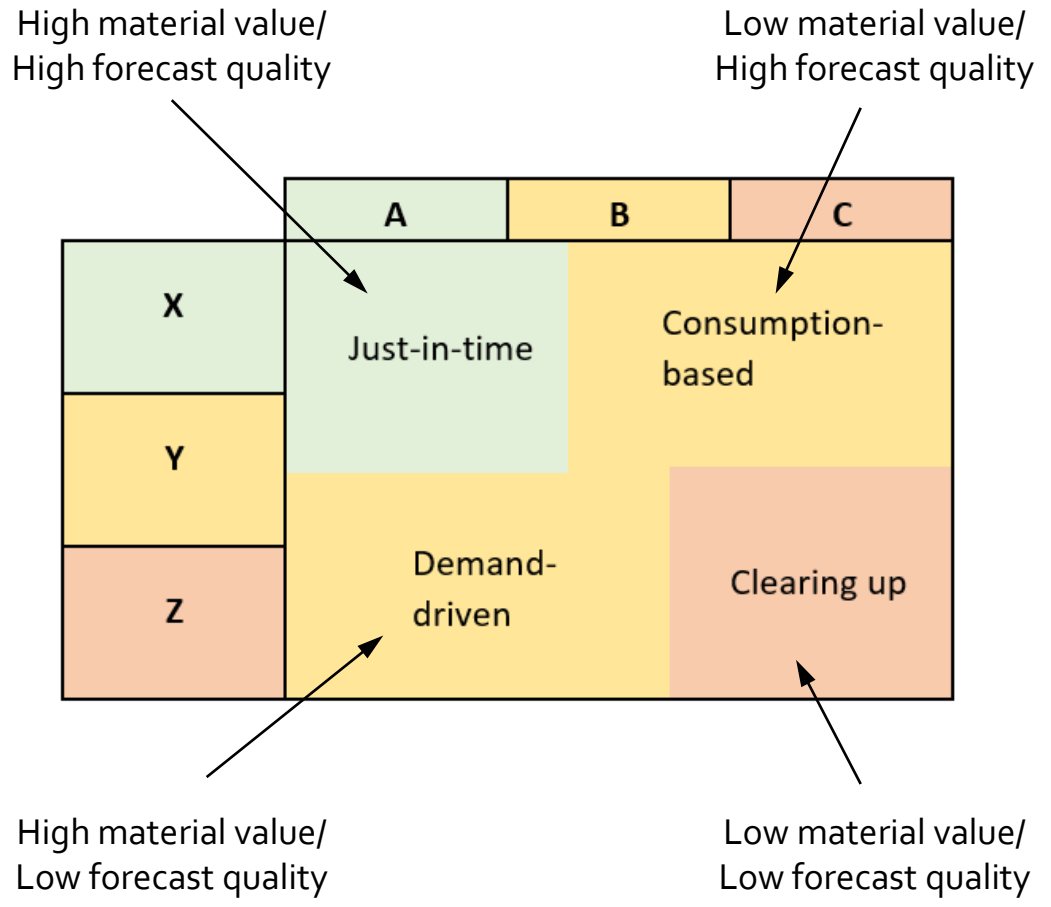 High material value/
High forecast quality
Low material value/
High forecast quality
A
B
C
X
Just-in-time
Consumption-
based
Y
Demand-
driven
Clearing up
Z
High material value/
Low forecast quality
Low material value/
Low forecast quality